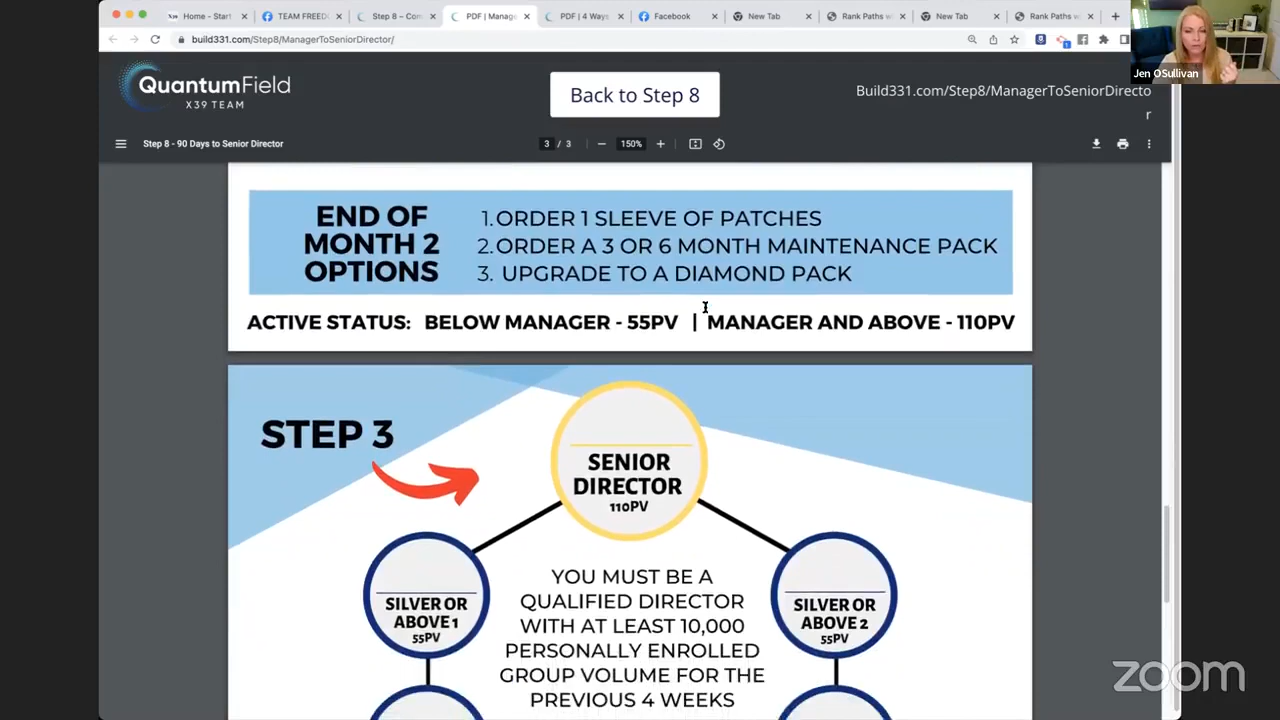 Home - Start
TEAM FREED
Step 8 – Con
PDF | Manag
PDF | 4 Ways
Facebook
New Tab
Rank Paths w
New Tab
Rank Paths w
build331.com/Step8/ManagerToSeniorDirector/
Jen OSullivan
QuantumField
X39 TEAM
Back to Step 8
Build331.com/Step8/ManagerToSeniorDirecto
r
Step 8 - 90 Days to Senior Director
3 / 3
150%
END OF
MONTH 2
OPTIONS
1. ORDER 1 SLEEVE OF PATCHES
2. ORDER A 3 OR 6 MONTH MAINTENANCE PACK
3. UPGRADE TO A DIAMOND PACK
ACTIVE STATUS: BELOW MANAGER - 55PV | MANAGER AND ABOVE - 110PV
STEP 3
SENIOR
DIRECTOR
110PV
SILVER OR
ABOVE 1
55PV
YOU MUST BE A
QUALIFIED DIRECTOR
WITH AT LEAST 10,000
PERSONALLY ENROLLED
GROUP VOLUME FOR THE
PREVIOUS 4 WEEKS
SILVER OR
ABOVE 2
55PV
zoom